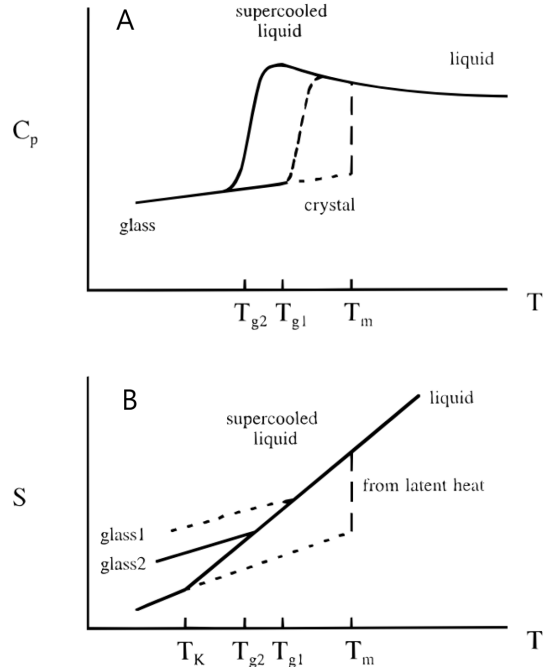 A
supercooled
liquid
liquid
Cp
crystal
glass
Tg2 Tg1 Tm
T
B
liquid
supercooled
liquid
from latent heat
S
glass1
glass2
TK Tg2 Tg1 Tm
T